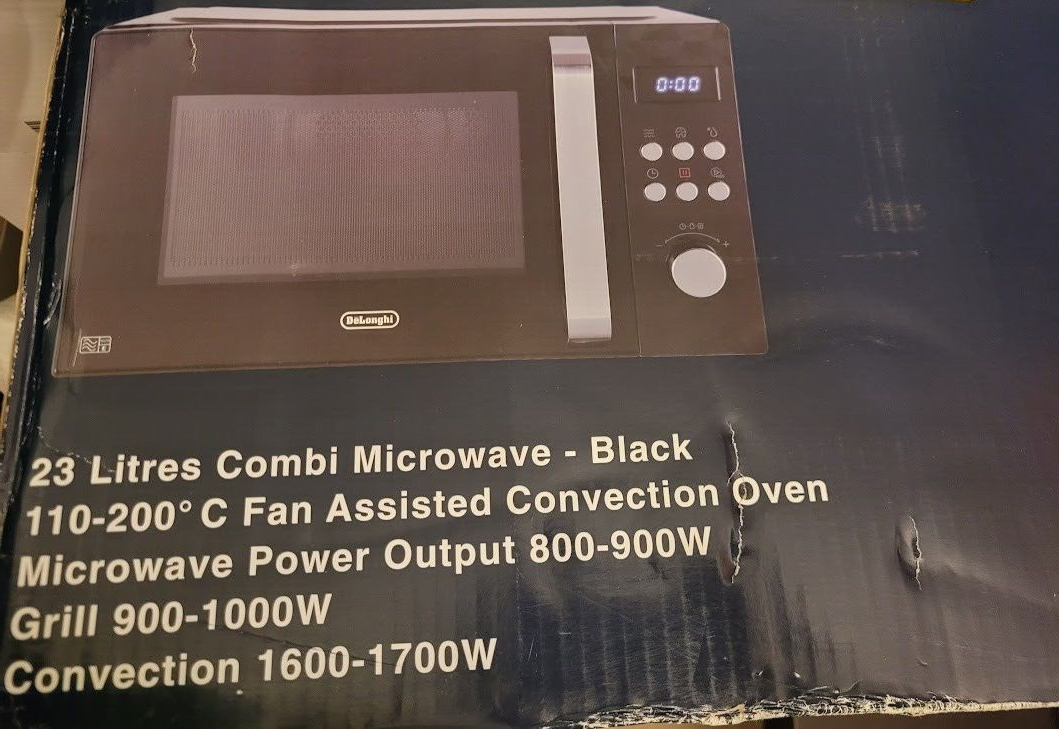 0:00
DeLonghi
23 Litres Combi Microwave - Black
110-200° C Fan Assisted Convection Oven
Microwave Power Output 800-900W
Grill 900-1000W
Convection 1600-1700W